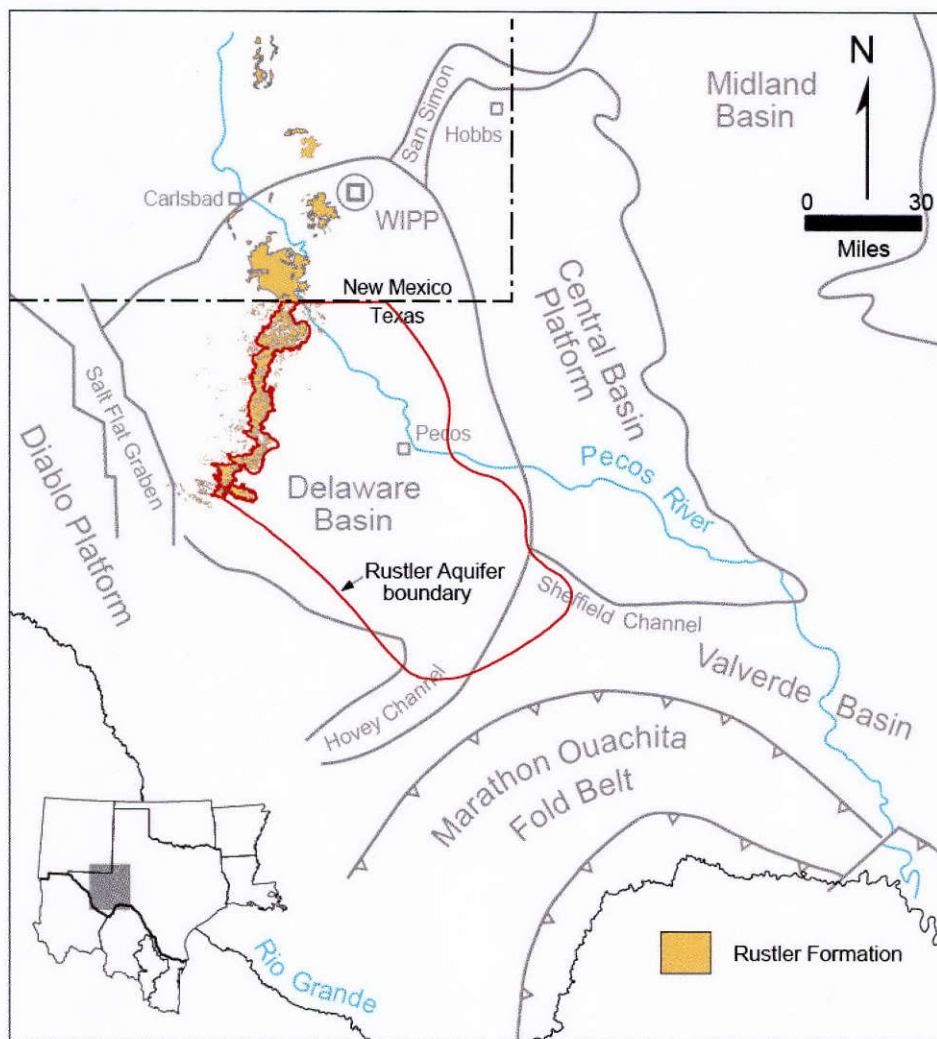 San Simon
Hobbs
Midland
Basin
N
0 30
Miles
Carlsbad
WIPP
New Mexico
Texas
Central Basin
Platform
Salt Flat Graben
Diablo Platform
Pecos
Pecos River
Delaware
Basin
Rustler Aquifer
boundary
Sheffield Channel
Valverde Basin
Hovey Channel
Marathon Ouachita
Fold Belt
Rio Grande
Rustler Formation